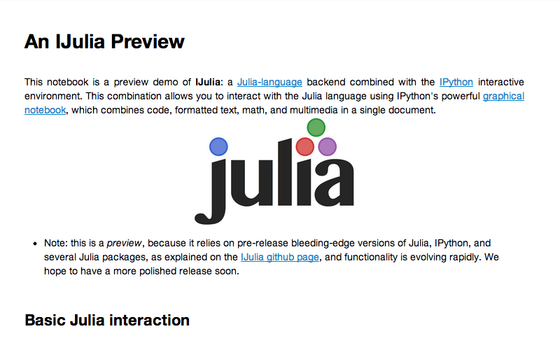 An IJulia Preview
This notebook is a preview demo of IJulia: a Julia-language backend combined with the IPython interactive
environment. This combination allows you to interact with the Julia language using IPython's powerful graphical
notebook, which combines code, formatted text, math, and multimedia in a single document.
julia
• Note: this is a preview, because it relies on pre-release bleeding-edge versions of Julia, IPython, and
several Julia packages, as explained on the IJulia github page, and functionality is evolving rapidly. We
hope to have a more polished release soon.
Basic Julia interaction